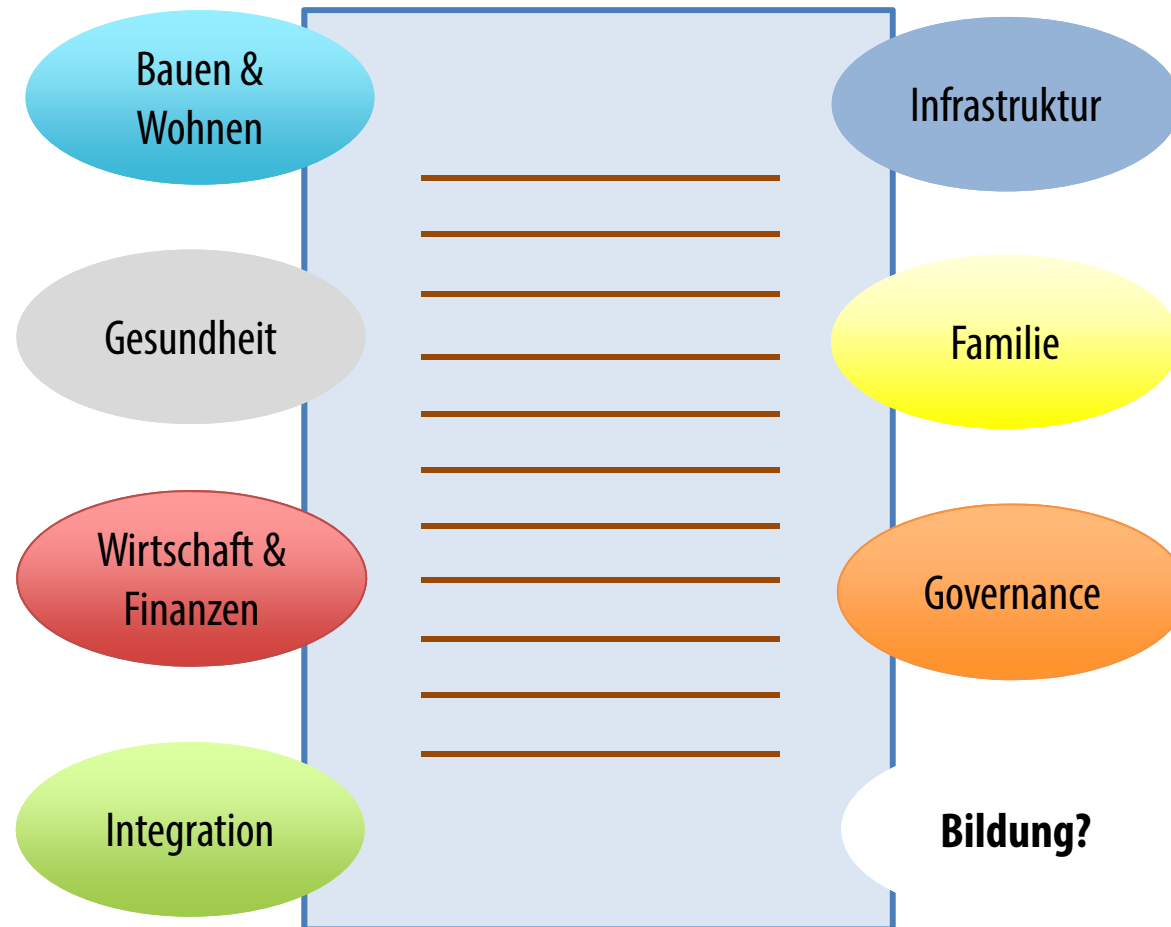 Bauen &
Wohnen
Infrastruktur
Gesundheit
Familie
Wirtschaft &
Finanzen
Governance
Integration
Bildung?